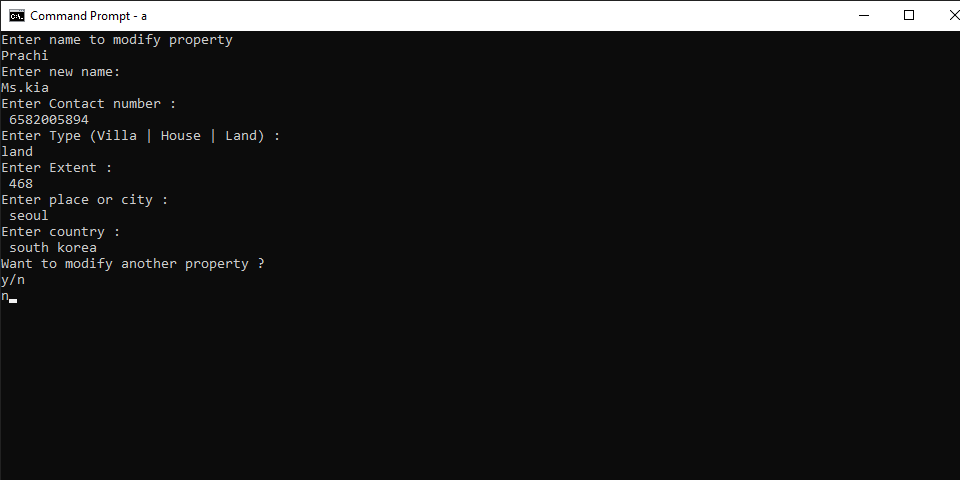 Command Prompt - a
Enter name to modify property
Prachi
Enter new name:
Ms.kia
Enter Contact number :
6582005894
Enter Type (Villa | House | Land) :
land
Enter Extent :
468
Enter place or city :
seoul
Enter country :
south korea
Want to modify another property ?
y/n
n